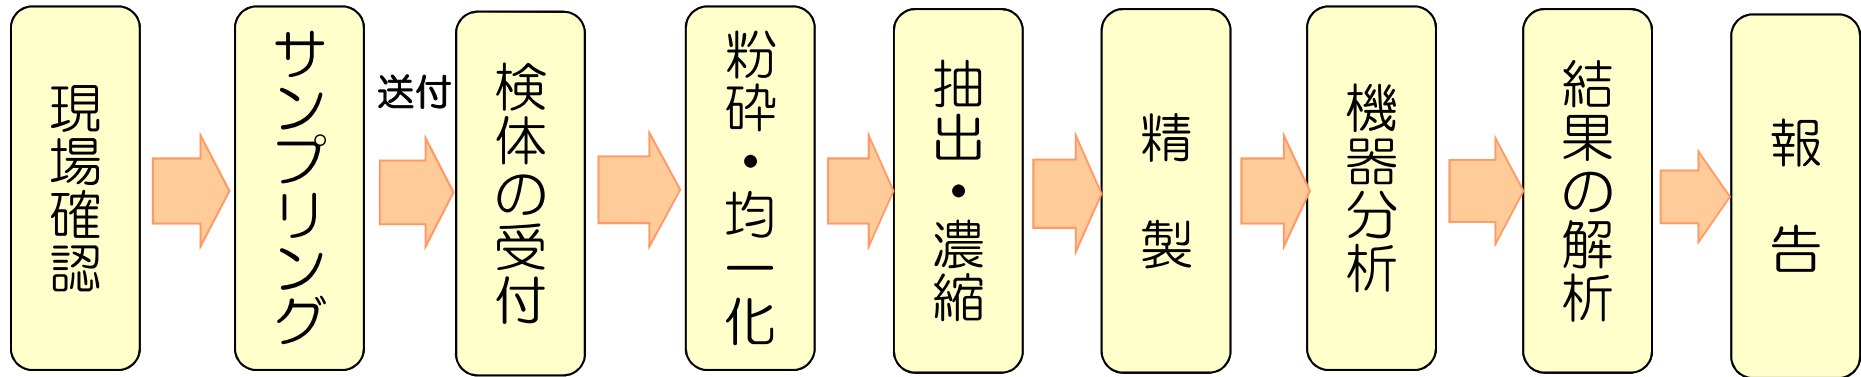 現場確認
サンプリング
送付
検体の受付
粉砕・均一化
抽出・濃縮
精製
機器分析
結果の解析
報告